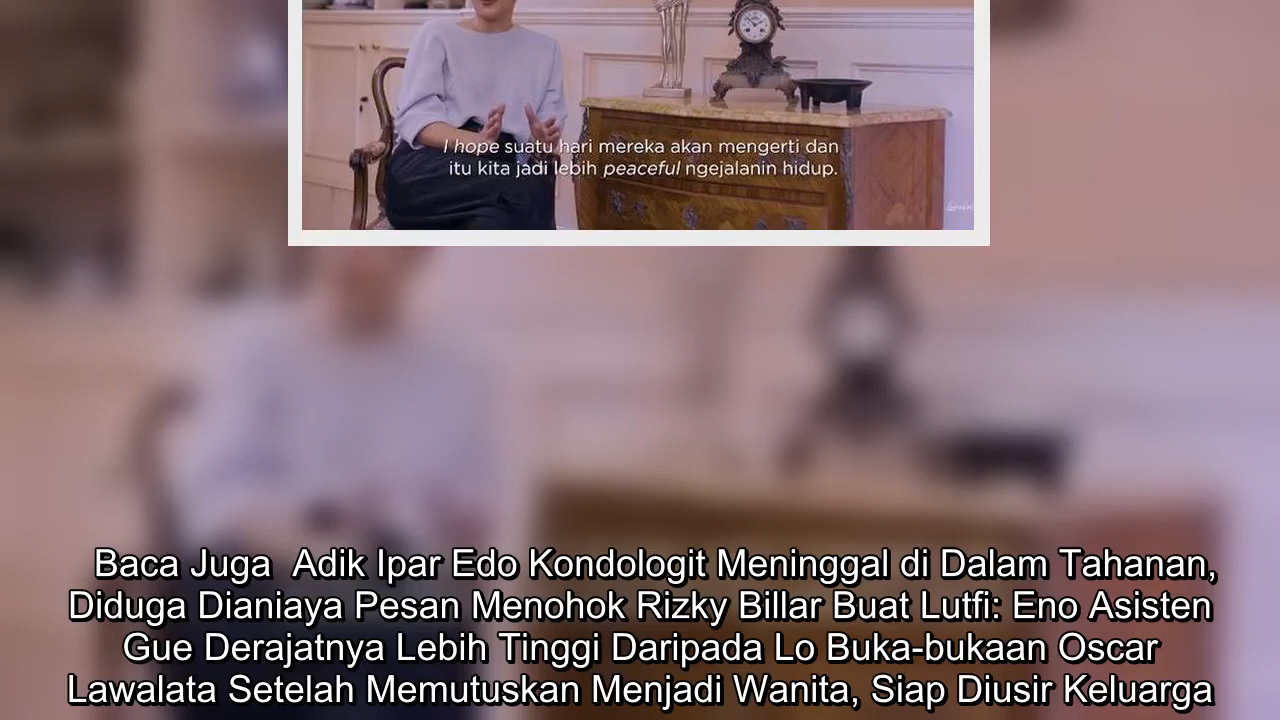 I hope suatu hari mereka akan mengerti dan
itu kita jadi lebih peaceful ngejalanin hidup.
Baca Juga  Adik Ipar Edo Kondologit Meninggal di Dalam Tahanan,
Diduga Dianiaya Pesan Menohok Rizky Billar Buat Lutfi: Eno Asisten
Gue Derajatnya Lebih Tinggi Daripada Lo Buka-bukaan Oscar
Lawalata Setelah Memutuskan Menjadi Wanita, Siap Diusir Keluarga